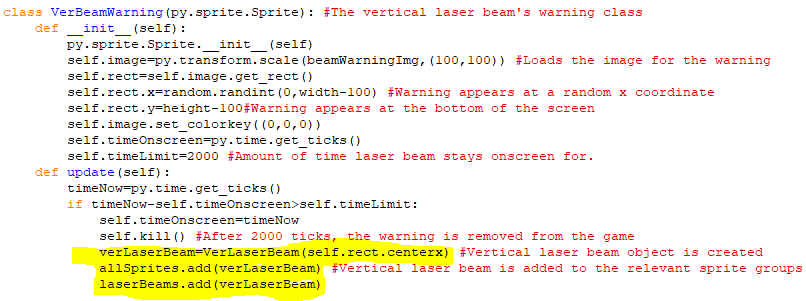 class VerBeamWarning(py.sprite.Sprite): #The vertical laser beam's warning class
    def __init__(self):
        py.sprite.Sprite.__init__(self)
        self.image=py.transform.scale(beamWarningImg,(100,100)) #Loads the image for the warning
        self.rect=self.image.get_rect()
        self.rect.x=random.randint(0,width-100) #Warning appears at a random x coordinate
        self.rect.y=height-100#Warning appears at the bottom of the screen
        self.image.set_colorkey((0,0,0))
        self.timeOnscreen=py.time.get_ticks()
        self.timeLimit=2000 #Amount of time laser beam stays onscreen for.
    def update(self):
        timeNow=py.time.get_ticks()
        if timeNow-self.timeOnscreen>self.timeLimit:
            self.timeOnscreen=timeNow
            self.kill() #After 2000 ticks, the warning is removed from the game
            verLaserBeam=VerLaserBeam(self.rect.centerx) #Vertical laser beam object is created
            allSprites.add(verLaserBeam) #Vertical laser beam is added to the relevant sprite groups
            laserBeams.add(verLaserBeam)